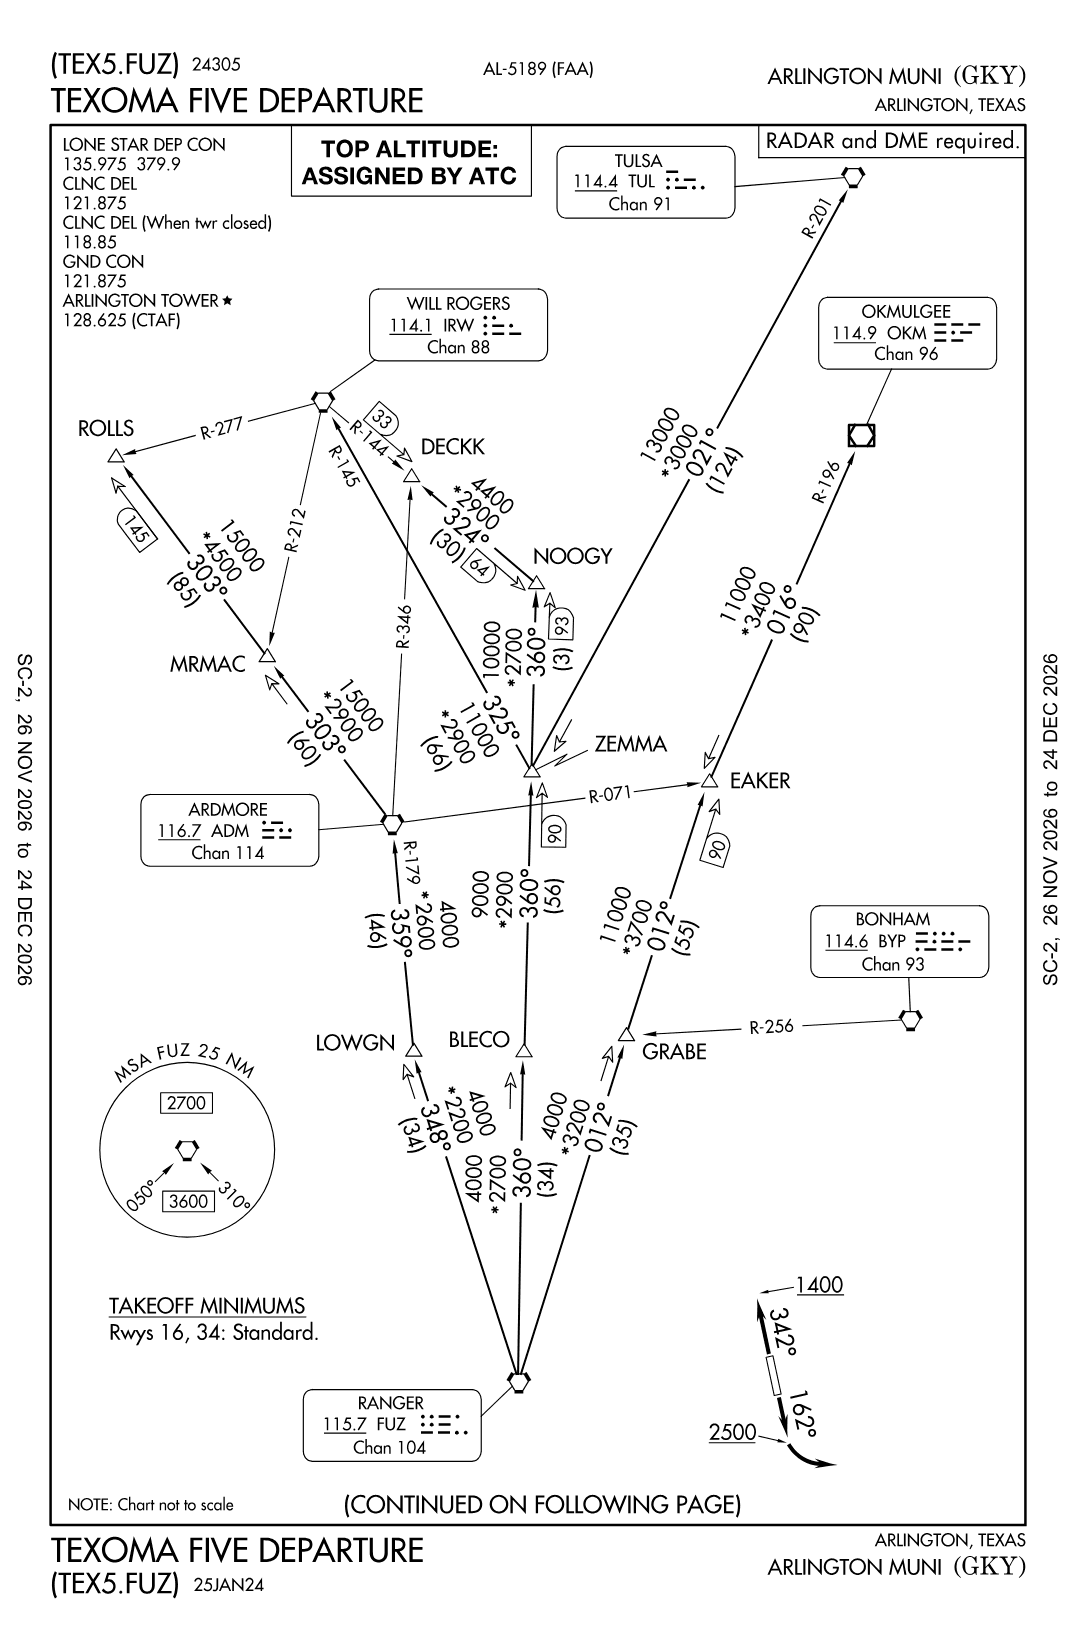 (TEX5.FUZ) 24305
AL-5189 (FAA)
ARLINGTON MUNI (GKY)
TEXOMA FIVE DEPARTURE
ARLINGTON, TEXAS
LONE STAR DEP CON
135.975 379.9
CLNC DEL
121.875
CLNC DEL (When twr closed)
118.85
GND CON
121.875
ARLINGTON TOWER ★
128.625 (CTAF)
TOP ALTITUDE:
ASSIGNED BY ATC
RADAR and DME required.
TULSA
114.4 TUL
Chan 91
R-201
WILL ROGERS
114.1 IRW
Chan 88
OKMULGEE
114.9 OKM
Chan 96
ROLLS
R-277
33
R-144
DECKK
R-145
13000
*3000
021°
(124)
R-196
145
15000
*4500
303°
(85)
R-212
4400
*2900
324°
(30)
64
NOOGY
93
R-346
10000
*2700
360°
(3)
11000
*3400
016°
(90)
MRMAC
15000
*2900
303°
(60)
325°
11000
*2900
(66)
ZEMMA
EAKER
ARDMORE
116.7 ADM
Chan 114
R-071
90
90
R-179
4000
*2600
359°
(46)
9000
*2900
360°
(56)
11000
*3700
012°
(55)
BONHAM
114.6 BYP
Chan 93
R-256
LOWGN
BLECO
GRABE
MSA FUZ 25 NM
2700
050°
310°
3600
4000
*2200
348°
(34)
4000
*2700
360°
(34)
4000
*3200
012°
(35)
TAKEOFF MINIMUMS
Rwys 16, 34: Standard.
1400
342°
162°
2500
RANGER
115.7 FUZ
Chan 104
NOTE: Chart not to scale
(CONTINUED ON FOLLOWING PAGE)
SC-2, 26 NOV 2026 to 24 DEC 2026
SC-2, 26 NOV 2026 to 24 DEC 2026
TEXOMA FIVE DEPARTURE
ARLINGTON, TEXAS
(TEX5.FUZ) 25JAN24
ARLINGTON MUNI (GKY)